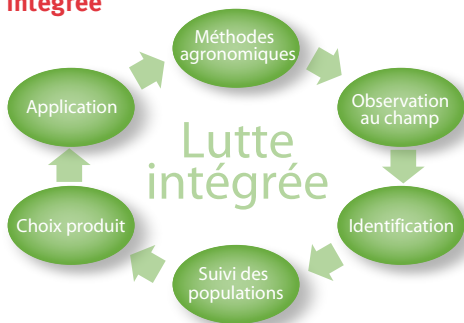 intégrée
Méthodes
agronomiques
Observation
au champ
Identification
Suivi des
populations
Choix produit
Application
Lutte
intégrée